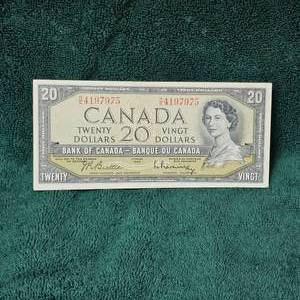 20 20
4197975 4197975
CANADA
TWENTY 20 VINGT
DOLLARS DOLLARS
BANK OF CANADA – BANQUE DU CANADA
TWENTY VINGT